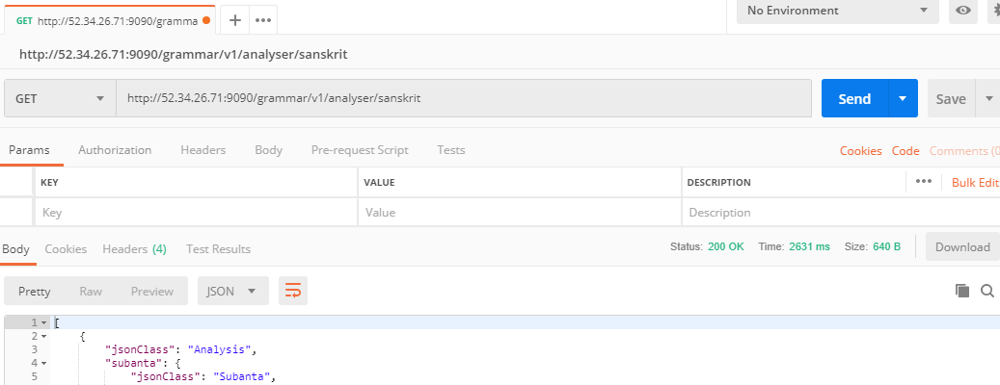 GET http://52.34.26.71:9090/gramma + ••• No Environment
http://52.34.26.71:9090/grammar/v1/analyser/sanskrit
GET http://52.34.26.71:9090/grammar/v1/analyser/sanskrit Send Save
Params Authorization Headers Body Pre-request Script Tests Cookies Code Comments (0
KEY VALUE DESCRIPTION ••• Bulk Edit
Key Value Description
Body Cookies Headers (4) Test Results Status: 200 OK Time: 2631 ms Size: 640 B Download
Pretty Raw Preview JSON
1 [
2 {
3 "jsonClass": "Analysis",
4 "subanta": {
5 "jsonClass": "Subanta",